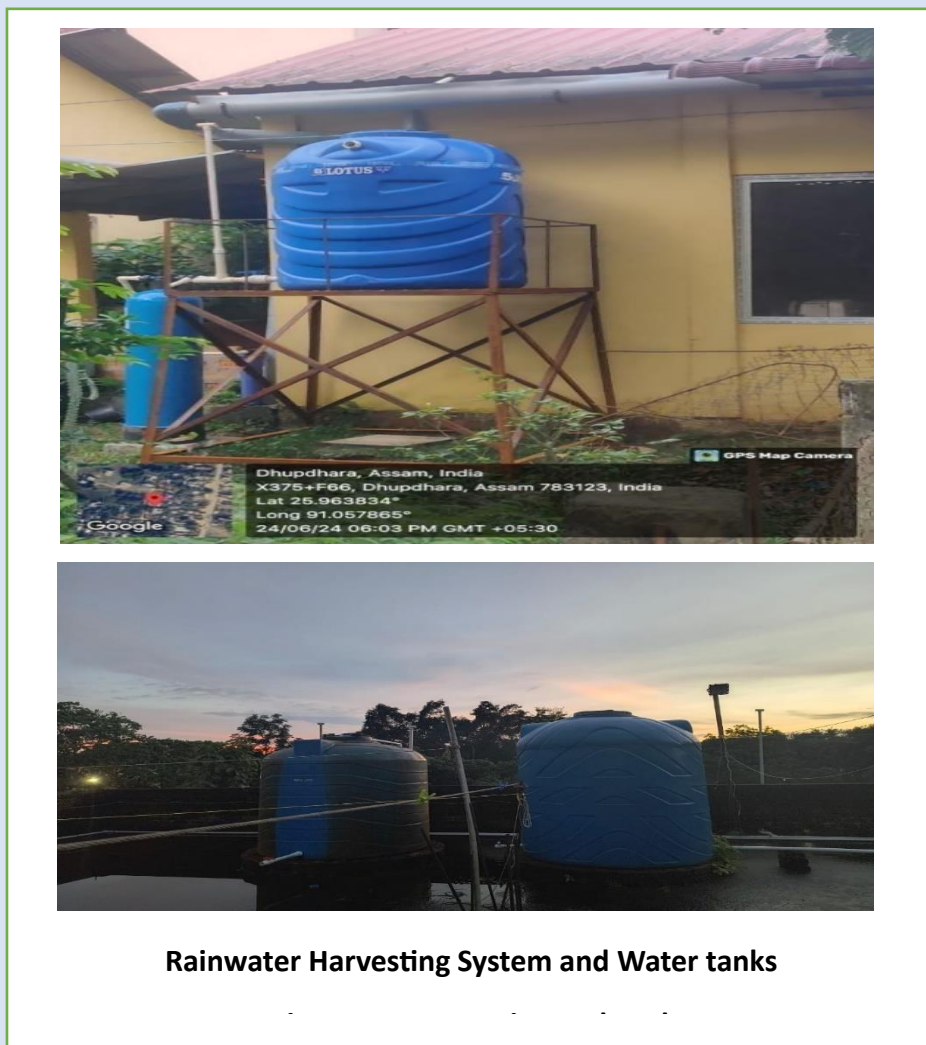 LOTUS
GPS Map Camera
Dhupdhara, Assam, India
X375+F66, Dhupdhara, Assam 783123, India
Lat 25.963834°
Long 91.057865°
24/06/24 06:03 PM GMT +05:30
Google
Rainwater Harvesting System and Water tanks